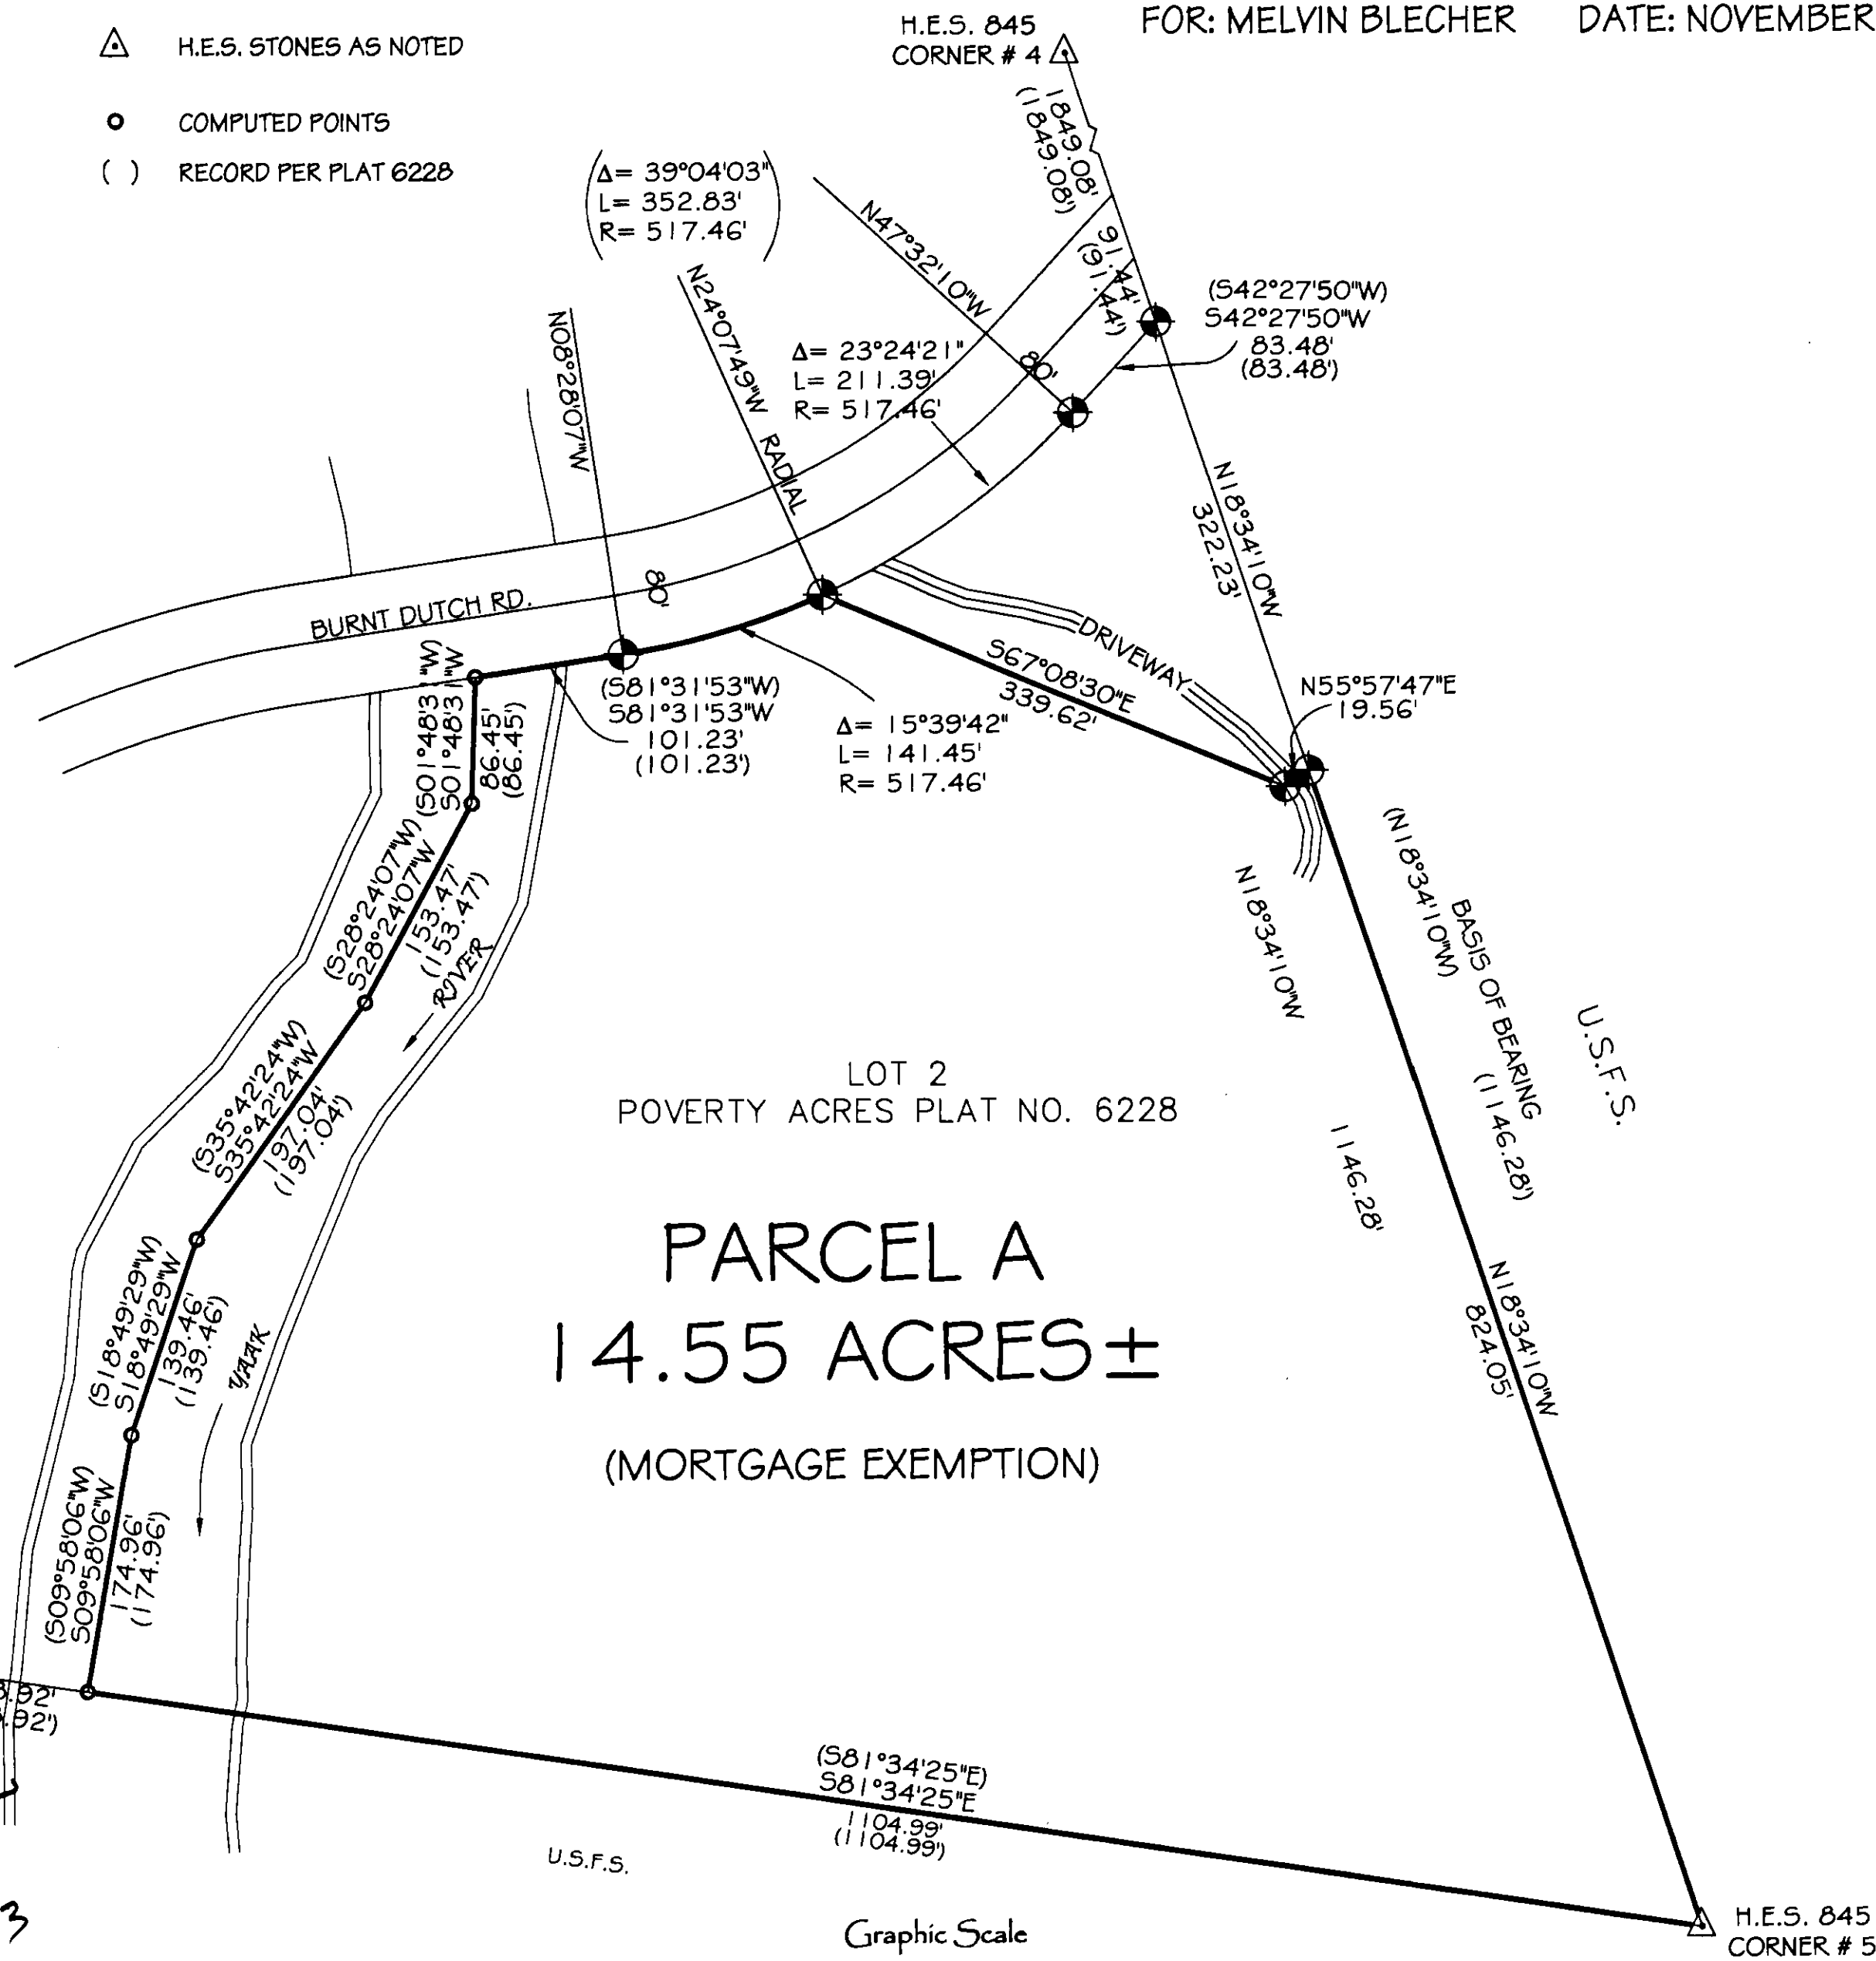 FOR: MELVIN BLECHER DATE: NOVEMBER
H.E.S. 845
CORNER # 4
H.E.S. STONES AS NOTED
COMPUTED POINTS
( ) RECORD PER PLAT 6228
1849.08'
(1849.08')
Δ= 39°04'03"
L= 352.83'
R= 517.46'
N47°32'10"W
91.44'
(91.44')
(S42°27'50"W)
S42°27'50"W
83.48'
(83.48')
N24°07'49"W RADIAL
N08°28'07"W
Δ= 23°24'21"
L= 211.39'
R= 517.46'
80'
N18°34'10"W
322.23'
80'
BURNT DUTCH RD.
DRIVEWAY
S67°08'30"E
339.62'
N55°57'47"E
19.56'
(S81°31'53"W)
S81°31'53"W
101.23'
(101.23')
Δ= 15°39'42"
L= 141.45'
R= 517.46'
(S01°48'31"W)
S01°48'31"W
86.45'
(86.45')
(S28°24'07"W)
S28°24'07"W
153.47'
(153.47')
RIVER
N18°34'10"W
1146.28'
(N18°34'10"W)
BASIS OF BEARING
(1146.28')
U.S.F.S.
(S35°42'24"W)
S35°42'24"W
197.04'
(197.04')
LOT 2
POVERTY ACRES PLAT NO. 6228
PARCEL A
14.55 ACRES±
(MORTGAGE EXEMPTION)
(S18°49'29"W)
S18°49'29"W
139.46'
(139.46')
YAAK
N18°34'10"W
824.05'
(S09°58'06"W)
S09°58'06"W
174.96'
(174.96')
.92'
.92')
(S81°34'25"E)
S81°34'25"E
1104.99'
(1104.99')
U.S.F.S.
3
Graphic Scale
H.E.S. 845
CORNER # 5